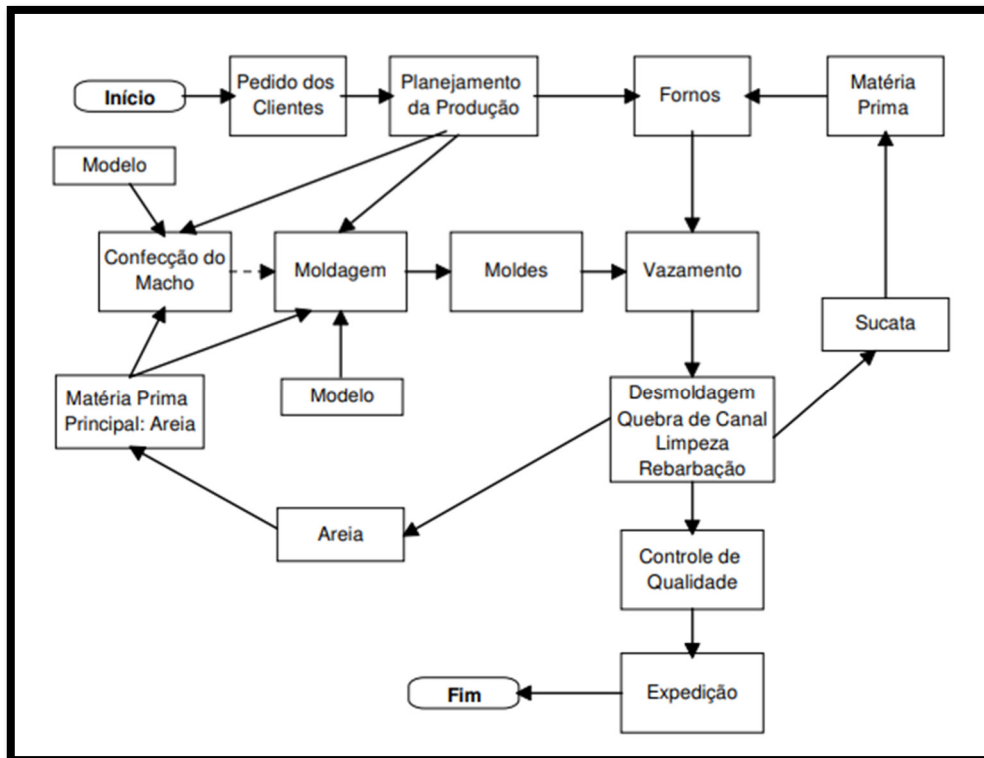 Início
Pedido dos
Clientes
Planejamento
da Produção
Fornos
Matéria
Prima
Modelo
Confecção do
Macho
Moldagem
Moldes
Vazamento
Sucata
Matéria Prima
Principal: Areia
Modelo
Desmoldagem
Quebra de Canal
Limpeza
Rebarbação
Areia
Controle de
Qualidade
Expedição
Fim